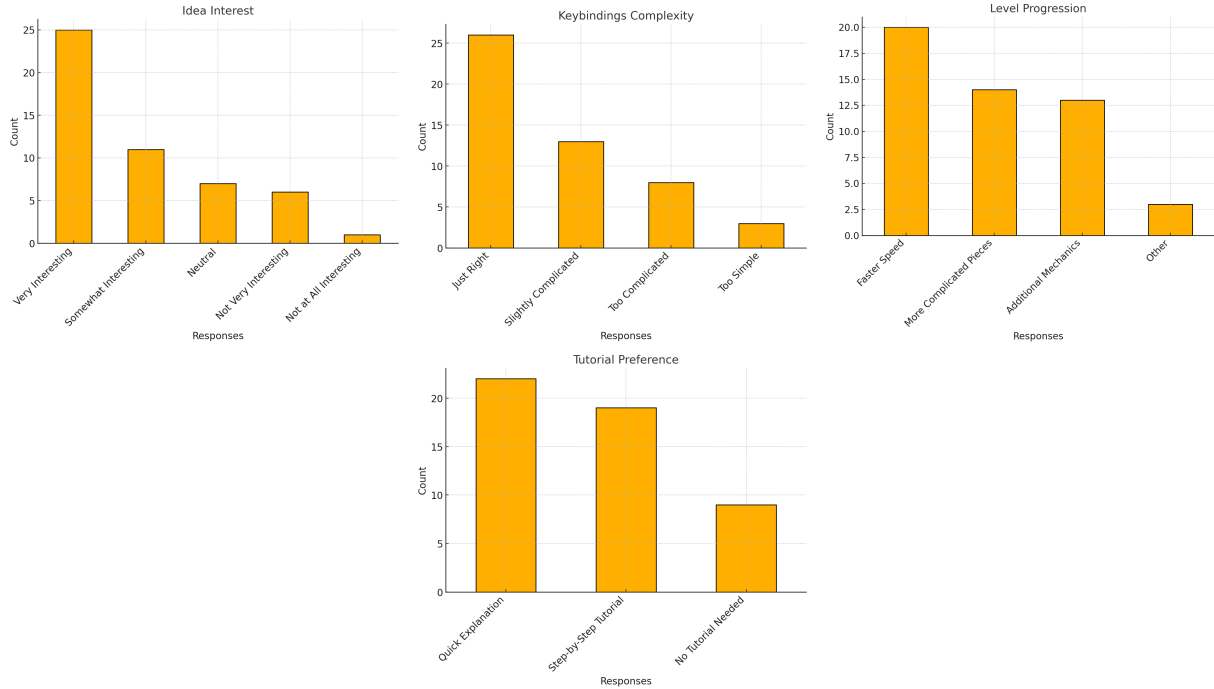 Idea Interest
Count
25
20
15
10
5
0
Very Interesting
Somewhat Interesting
Neutral
Not Very Interesting
Not at All Interesting
Responses
Keybindings Complexity
Count
25
20
15
10
5
0
Just Right
Slightly Complicated
Too Complicated
Too Simple
Responses
Level Progression
Count
20.0
17.5
15.0
12.5
10.0
7.5
5.0
2.5
0.0
Faster Speed
More Complicated Pieces
Additional Mechanics
Other
Responses
Tutorial Preference
Count
20
15
10
5
0
Quick Explanation
Step-by-Step Tutorial
No Tutorial Needed
Responses